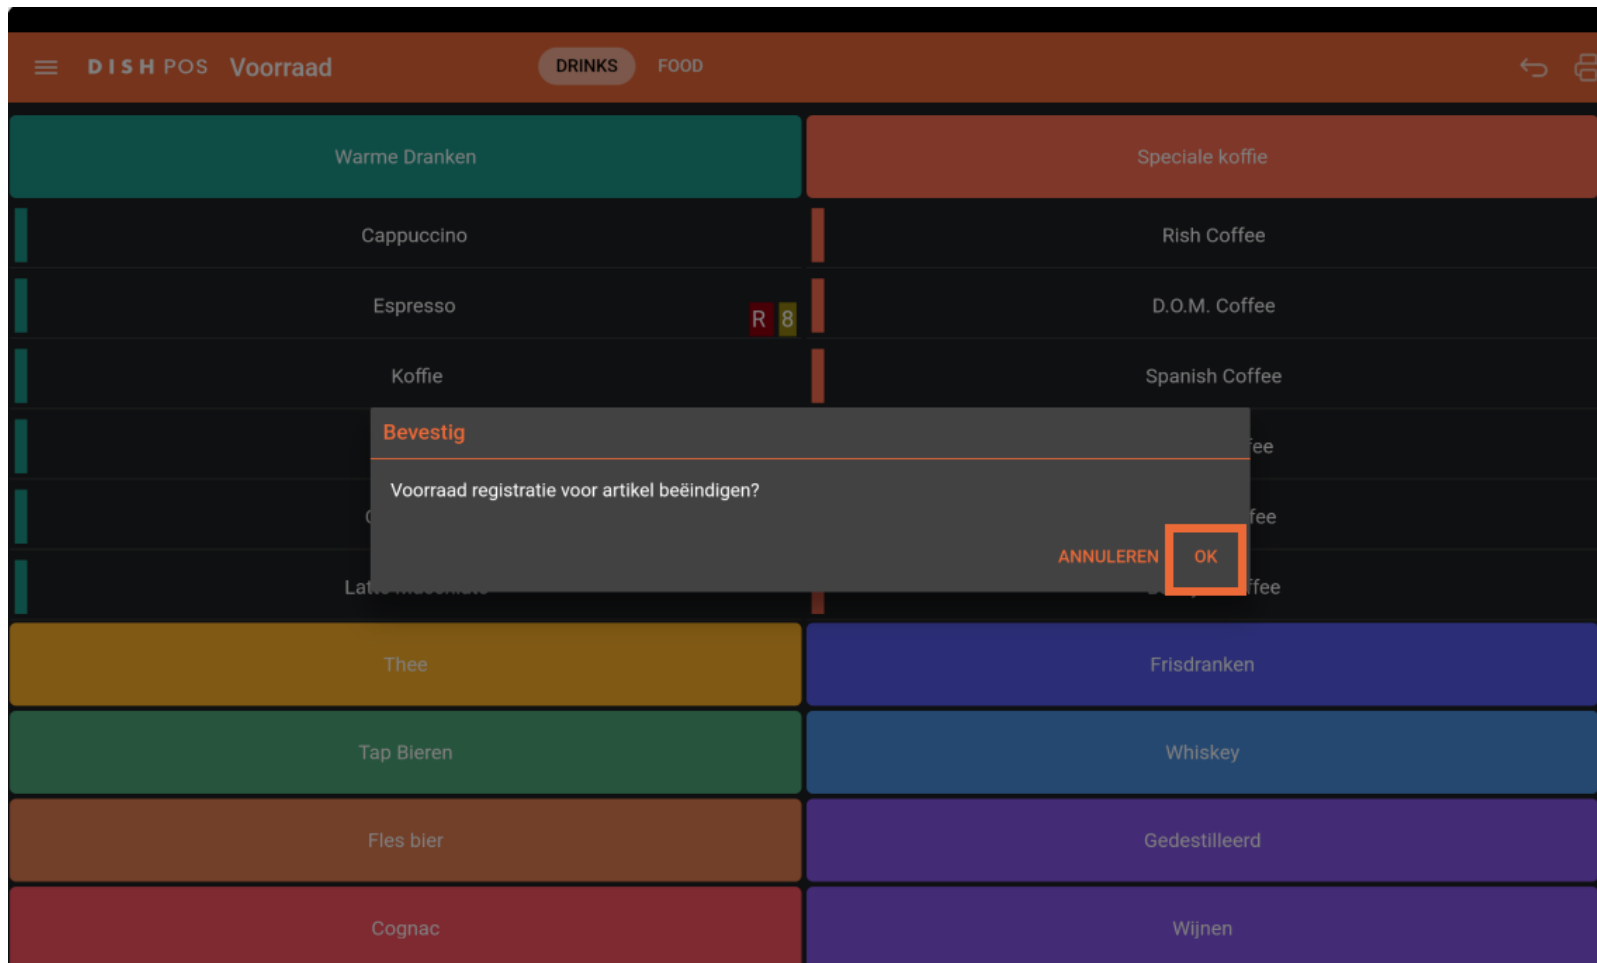 DISH POS Voorraad DRINKS FOOD
Warme Dranken
Speciale koffie
Cappuccino
Rish Coffee
Espresso
R 8
D.O.M. Coffee
Koffie
Spanish Coffee
Bevestig
Voorraad registratie voor artikel beëindigen?
ANNULEREN OK
Thee
Frisdranken
Tap Bieren
Whiskey
Fles bier
Gedestilleerd
Cognac
Wijnen